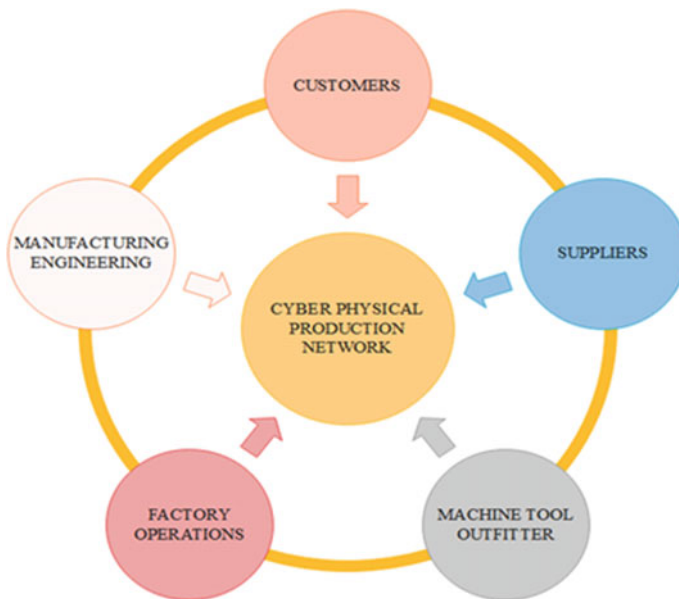 CUSTOMERS
SUPPLIERS
MACHINE TOOL
OUTFITTER
FACTORY
OPERATIONS
MANUFACTURING
ENGINEERING
CYBER PHYSICAL
PRODUCTION
NETWORK